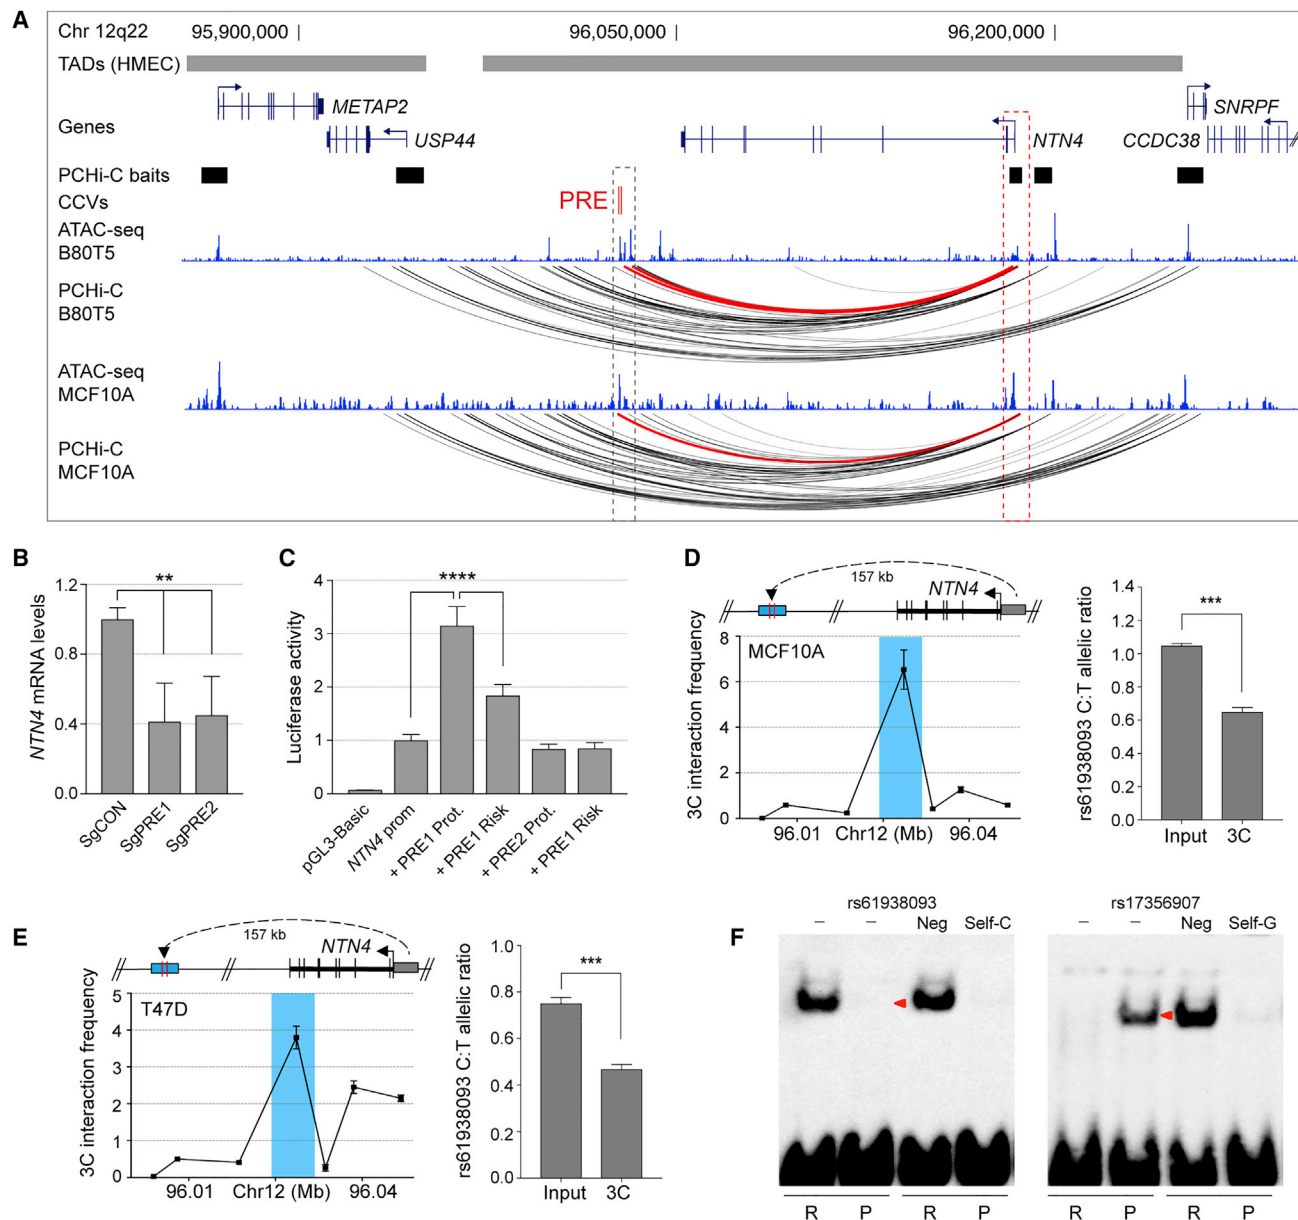 A
Chr 12q22 95,900,000 96,050,000 96,200,000
TADs (HMEC)
METAP2 SNRPF
Genes
USP44 NTN4 CCDC38
PCHi-C baits
CCVs
PRE
ATAC-seq
B80T5
PCHi-C
B80T5
ATAC-seq
MCF10A
PCHi-C
MCF10A
B
NTN4 mRNA levels
1.2
0.8
0.4
0.0
**
SgCON
SgPRE1
SgPRE2
C
Luciferase activity
4
3
2
1
0
****
pGL3-Basic
NTN4 prom
+ PRE1 Prot.
+ PRE1 Risk
+ PRE2 Prot.
+ PRE1 Risk
D
157 kb
NTN4
MCF10A
3C interaction frequency
8
6
4
2
0
96.01 Chr12 (Mb) 96.04
rs61938093 C:T allelic ratio
1.4
1.2
1.0
0.8
0.6
0.4
0.2
0.0
***
Input 3C
E
157 kb
NTN4
T47D
3C interaction frequency
5
4
3
2
1
0
96.01 Chr12 (Mb) 96.04
rs61938093 C:T allelic ratio
0.8
0.6
0.4
0.2
0.0
***
Input 3C
F
rs61938093
– – Neg Self-C
R P R P
rs17356907
– – Neg Self-G
R P R P